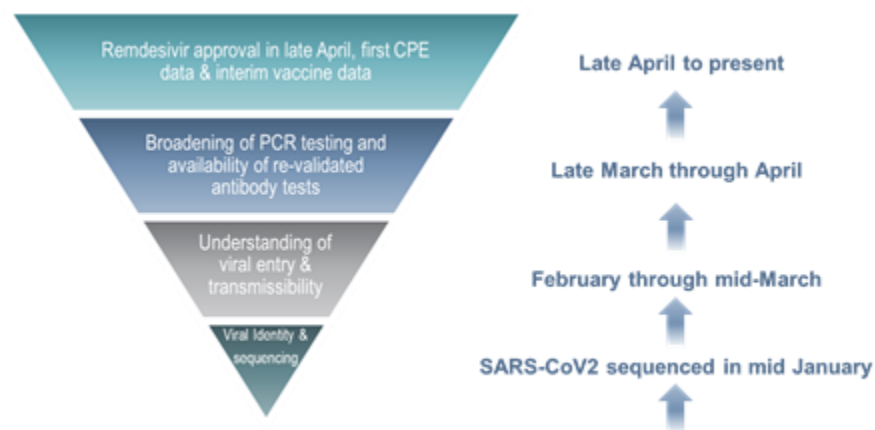 Remdesivir approval in late April, first CPE
data & interim vaccine data
Late April to present
Broadening of PCR testing and
availability of re-validated
antibody tests
Late March through April
Understanding of
viral entry &
transmissibility
February through mid-March
Viral Identity &
sequencing
SARS-CoV2 sequenced in mid January